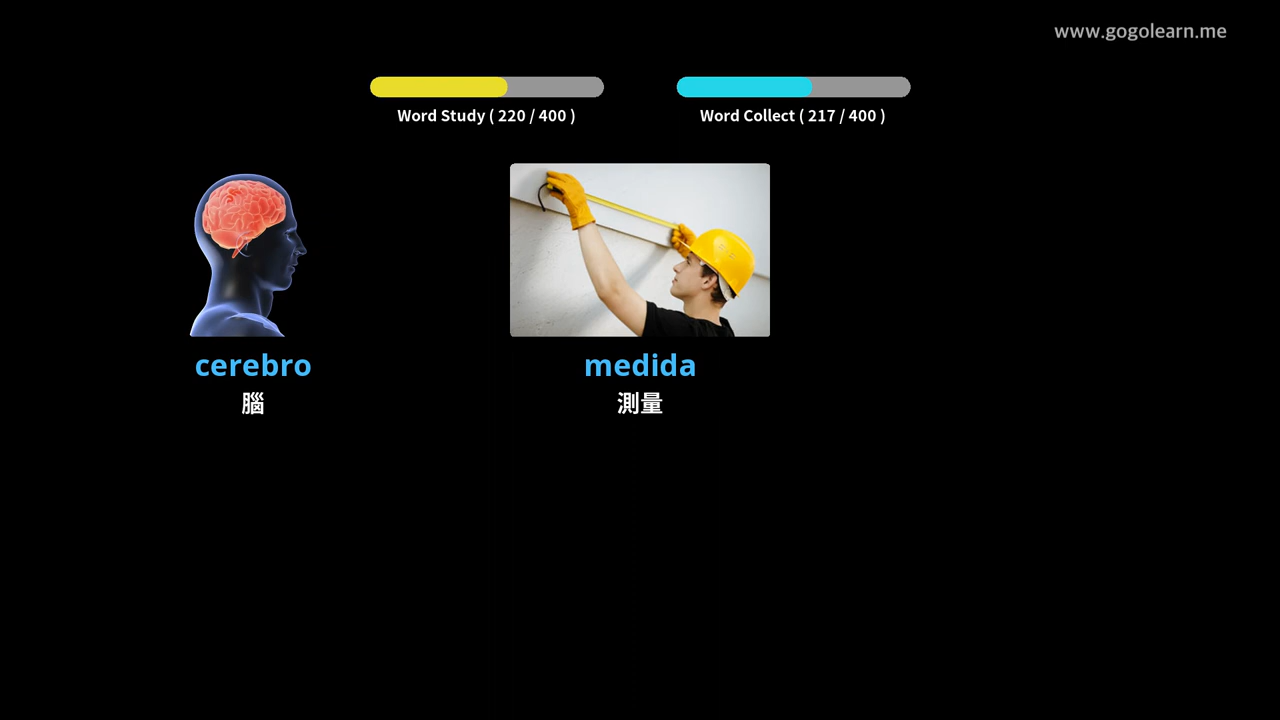 www.gogolearn.me
Word Study ( 220 / 400 )
Word Collect ( 217 / 400 )
cerebro
腦
medida
測量